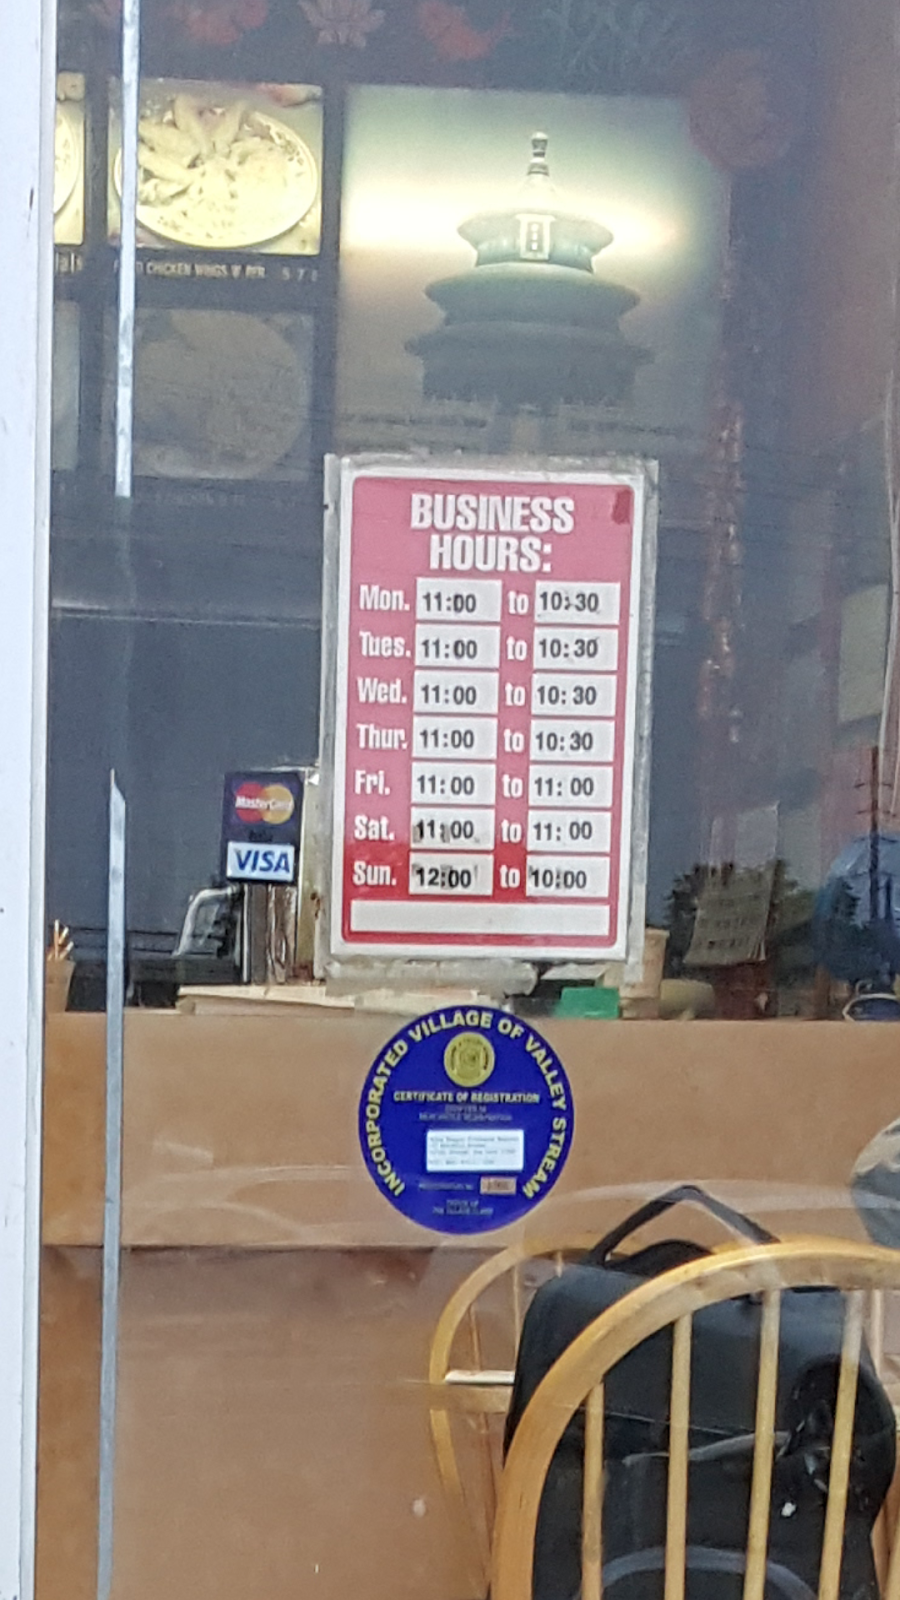 CHICKEN WINGS W
BUSINESS
HOURS:
Mon. 11:00 to 10:30
Tues. 11:00 to 10:30
Wed. 11:00 to 10:30
Thur. 11:00 to 10:30
Fri. 11:00 to 11:00
Sat. 11:00 to 11:00
Sun. 12:00 to 10:00
MasterCard
VISA
INCORPORATED VILLAGE OF VALLEY STREAM
CERTIFICATE OF REGISTRATION